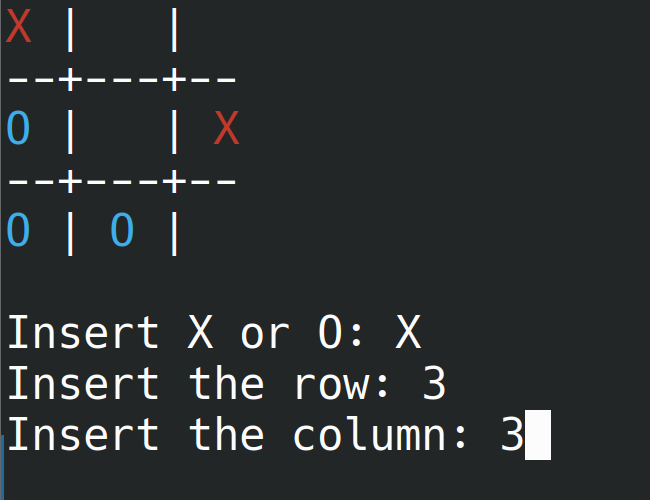 X |   |
--+---+--
O |   | X
--+---+--
O | O |
Insert X or O: X
Insert the row: 3
Insert the column: 3